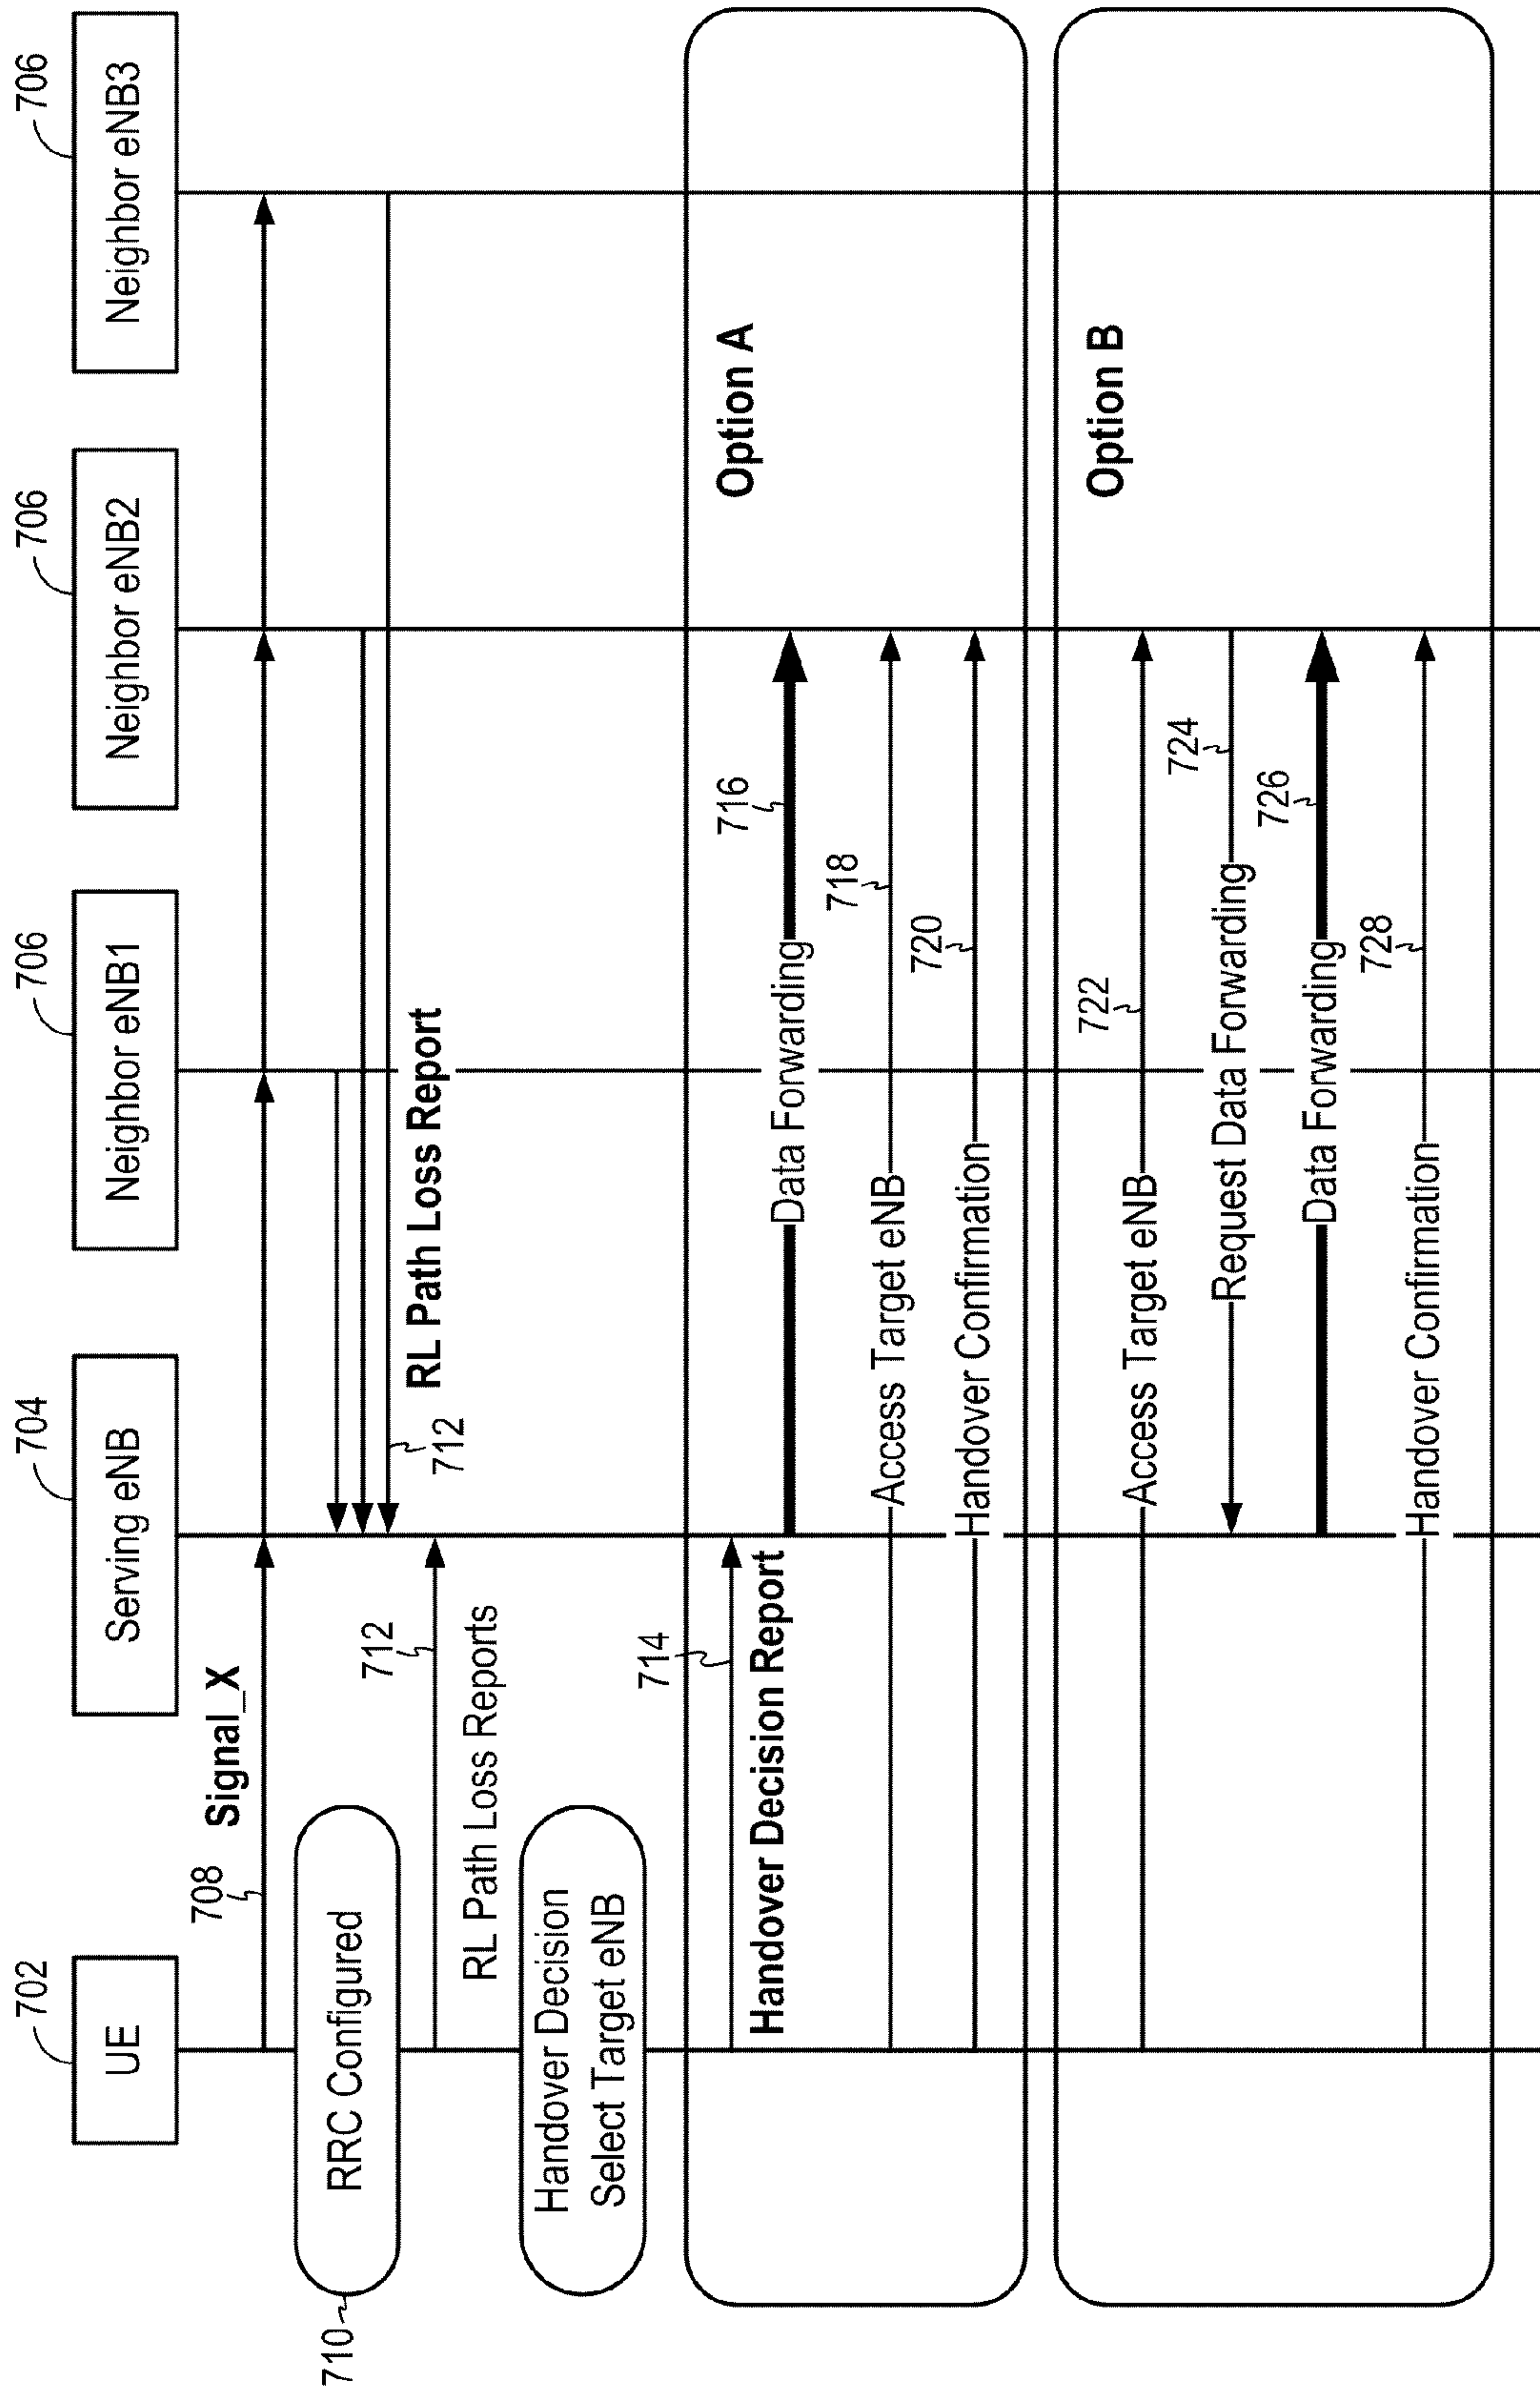 702
704
706
706
706
UE
Serving eNB
Neighbor eNB1
Neighbor eNB2
Neighbor eNB3
708
Signal_X
710
RRC Configured
712
RL Path Loss Report
712
RL Path Loss Reports
Handover Decision
Select Target eNB
714
Handover Decision Report
Option A
716
Data Forwarding
718
Access Target eNB
720
Handover Confirmation
Option B
722
Access Target eNB
724
Request Data Forwarding
726
Data Forwarding
728
Handover Confirmation